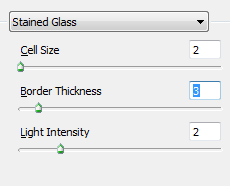 Stained Glass
Cell Size 2
Border Thickness 3
Light Intensity 2